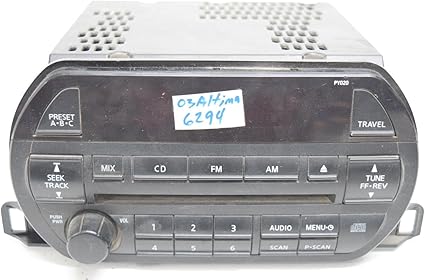 PY020
03 Altima
6294
PRESET
A•B•C
TRAVEL
SEEK
TRACK
MIX
CD
FM
AM
TUNE
FF•REV
PUSH
PWR
VOL
1
2
3
AUDIO
MENU
4
5
6
SCAN
P-SCAN